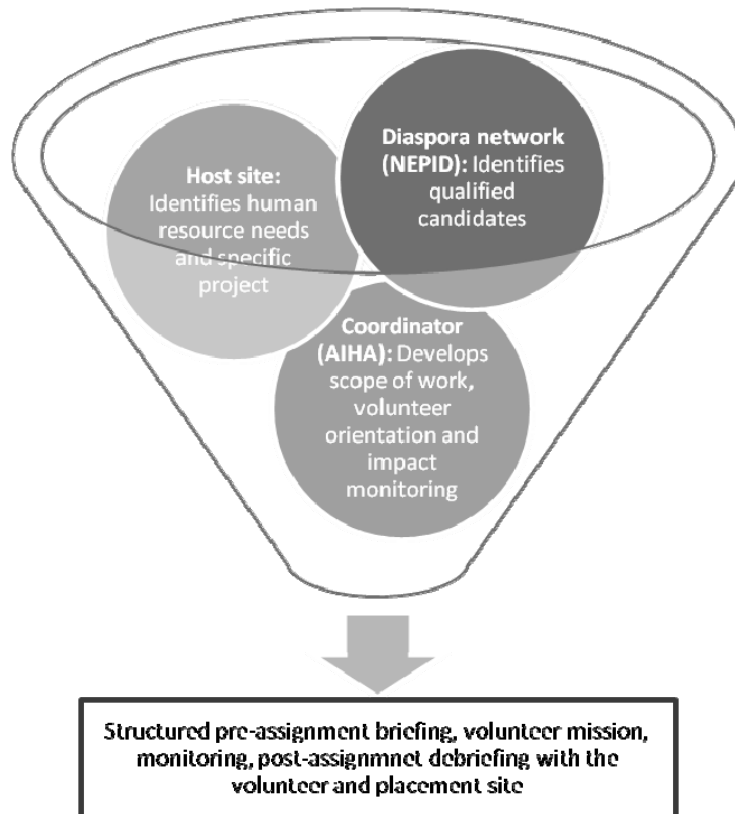 Host site:
Identifies human
resource needs
and specific
project
Diaspora network
(NEPID): Identifies
qualified
candidates
Coordinator
(AIHA): Develops
scope of work,
volunteer
orientation and
impact
monitoring
Structured pre-assignment briefing, volunteer mission,
monitoring, post-assignmnet debriefing with the
volunteer and placement site